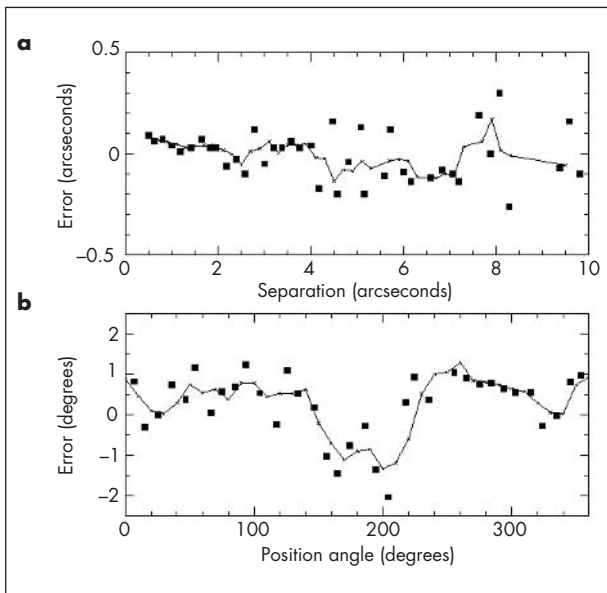 a
0.5
0
–0.5
Error (arcseconds)
0 2 4 6 8 10
Separation (arcseconds)
b
2
1
0
–1
–2
Error (degrees)
0 100 200 300
Position angle (degrees)